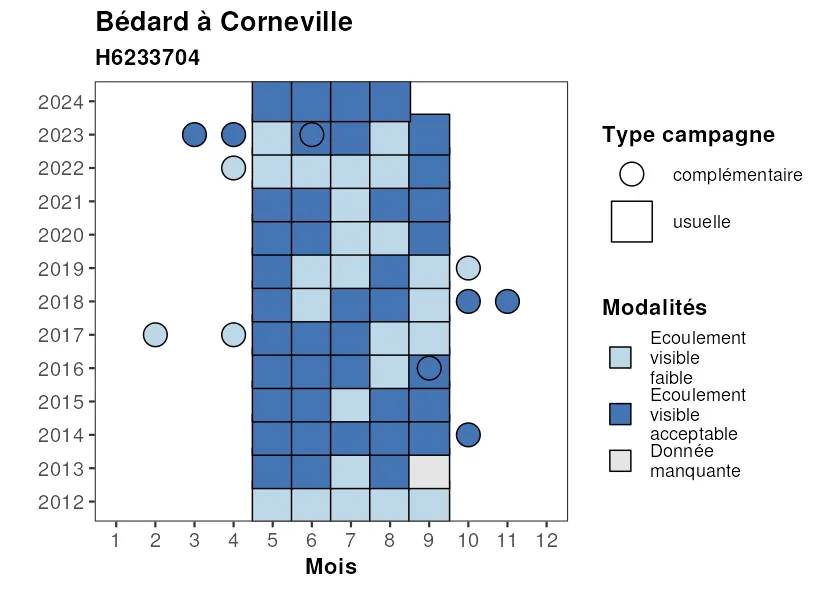 Bédard à Corneville
H6233704
2024
2023
2022
2021
2020
2019
2018
2017
2016
2015
2014
2013
2012
1 2 3 4 5 6 7 8 9 10 11 12
Mois
Type campagne
complémentaire
usuelle
Modalités
Ecoulement
visible
faible
Ecoulement
visible
acceptable
Donnée
manquante